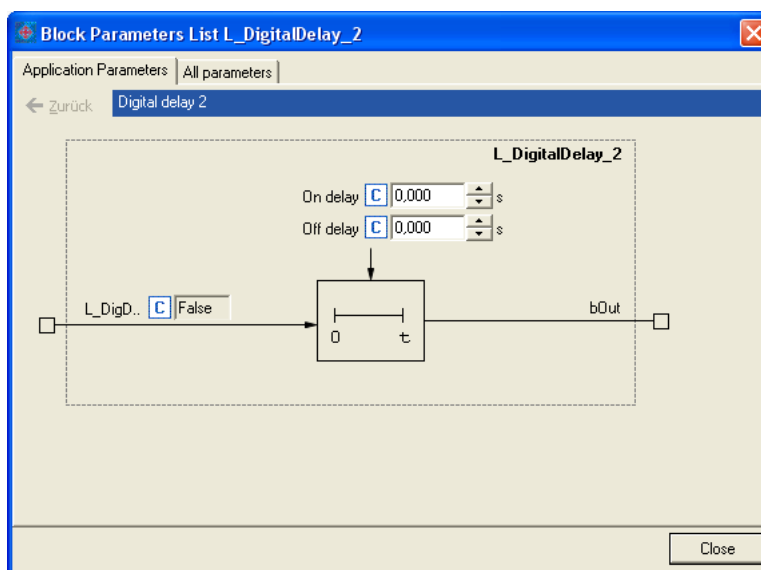 Block Parameters List L_DigitalDelay_2
Application Parameters All parameters
Zurück Digital delay 2
L_DigitalDelay_2
On delay C 0,000 s
Off delay C 0,000 s
L_DigD.. C False bOut
0 t
Close